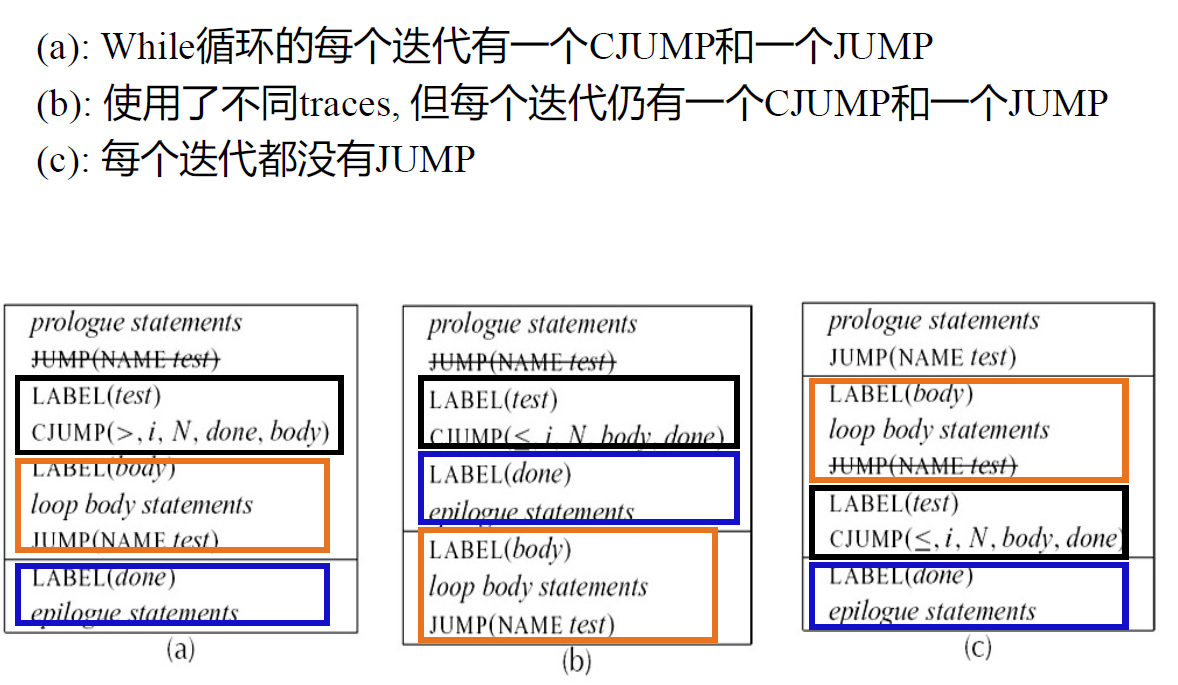 (a): While循环的每个迭代有一个CJUMP和一个JUMP
(b): 使用了不同traces, 但每个迭代仍有一个CJUMP和一个JUMP
(c): 每个迭代都没有JUMP
prologue statements
JUMP(NAME test)
LABEL(test)
CJUMP(>, i, N, done, body)
LABEL(body)
loop body statements
JUMP(NAME test)
LABEL(done)
epilogue statements
(a)
prologue statements
JUMP(NAME test)
LABEL(test)
CJUMP(≤, i, N, body, done)
LABEL(done)
epilogue statements
LABEL(body)
loop body statements
JUMP(NAME test)
(b)
prologue statements
JUMP(NAME test)
LABEL(body)
loop body statements
JUMP(NAME test)
LABEL(test)
CJUMP(≤, i, N, body, done)
LABEL(done)
epilogue statements
(c)